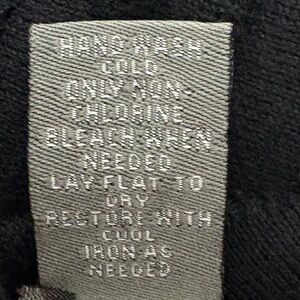 HAND WASH
COLD
ONLY NON-
CHLORINE
BLEACH WHEN
NEEDED
LAY FLAT TO
DRY
RESTORE WITH
COOL
IRON AS
NEEDED